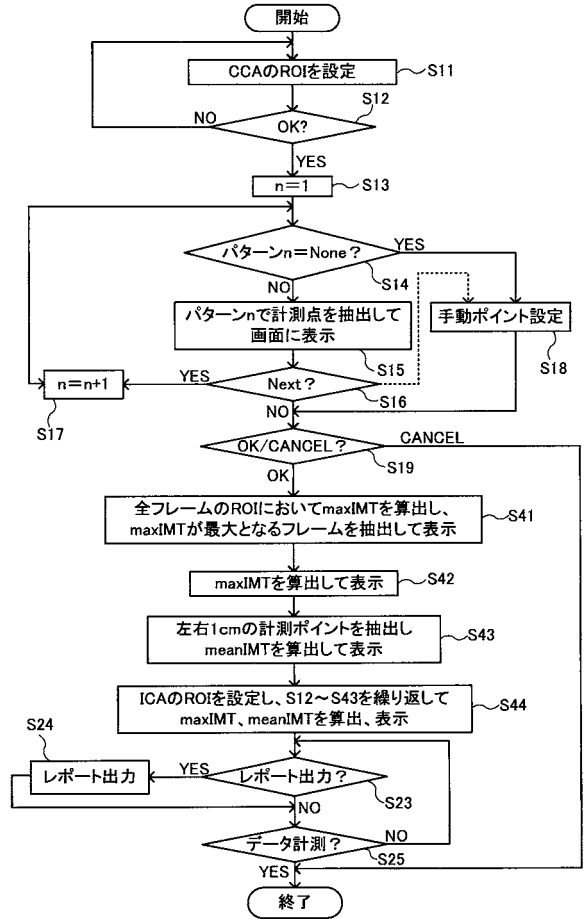 開始
CCAのROIを設定
S11
S12
NO
OK?
YES
n=1
S13
パターンn=None?
YES
S14
NO
パターンnで計測点を抽出して
画面に表示
S15
手動ポイント設定
S18
YES
Next?
n=n+1
S16
S17
NO
OK/CANCEL?
CANCEL
S19
OK
全フレームのROIにおいてmaxIMTを算出し、
maxIMTが最大となるフレームを抽出して表示
S41
maxIMTを算出して表示
S42
左右1cmの計測ポイントを抽出し
meanIMTを算出して表示
S43
ICAのROIを設定し、S12~S43を繰り返して
maxIMT、meanIMTを算出、表示
S44
S24
レポート出力
YES
レポート出力?
S23
NO
データ計測?
NO
S25
YES
終了